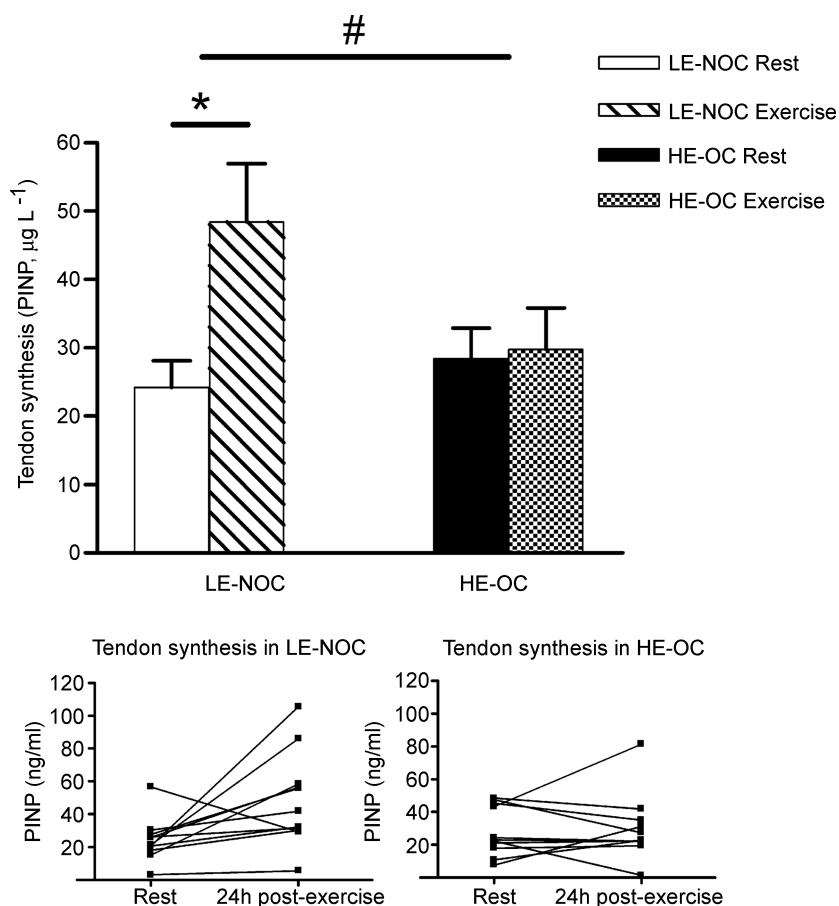 #
*
LE-NOC Rest
LE-NOC Exercise
HE-OC Rest
HE-OC Exercise
Tendon synthesis (PINP, µg L⁻¹)
60
50
40
30
20
10
0
LE-NOC HE-OC
Tendon synthesis in LE-NOC
PINP (ng/ml)
120
100
80
60
40
20
Rest 24h post-exercise
Tendon synthesis in HE-OC
PINP (ng/ml)
120
100
80
60
40
20
Rest 24h post-exercise